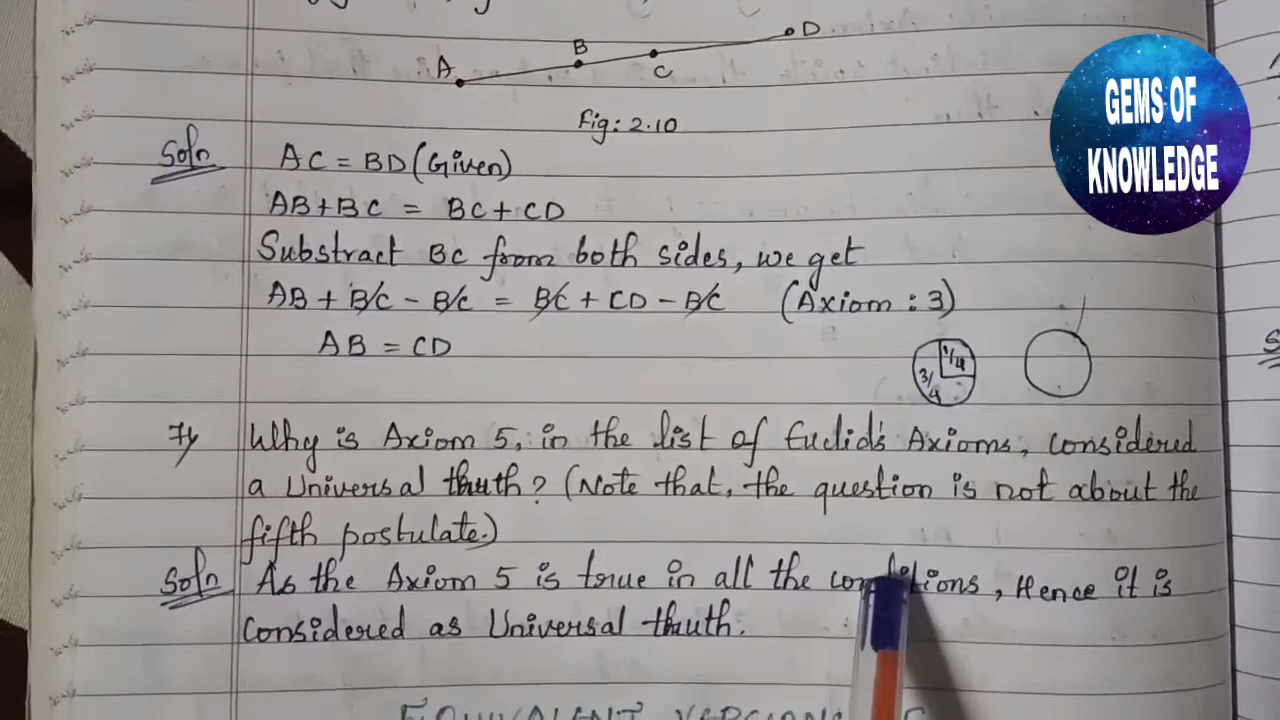 A B C D
Fig: 2.10
Soln AC = BD (Given)
AB+BC = BC+CD
Substract BC from both sides, we get
AB + BC - BC = BC + CD - BC (Axiom : 3)
AB = CD
1/4
3/4
7) Why is Axiom 5, in the list of Euclid's Axioms, considered
a Universal thuth? (Note that, the question is not about the
fifth postulate.)
Soln As the Axiom 5 is true in all the conditions, Hence it is
Considered as Universal thuth.
GEMS OF
KNOWLEDGE